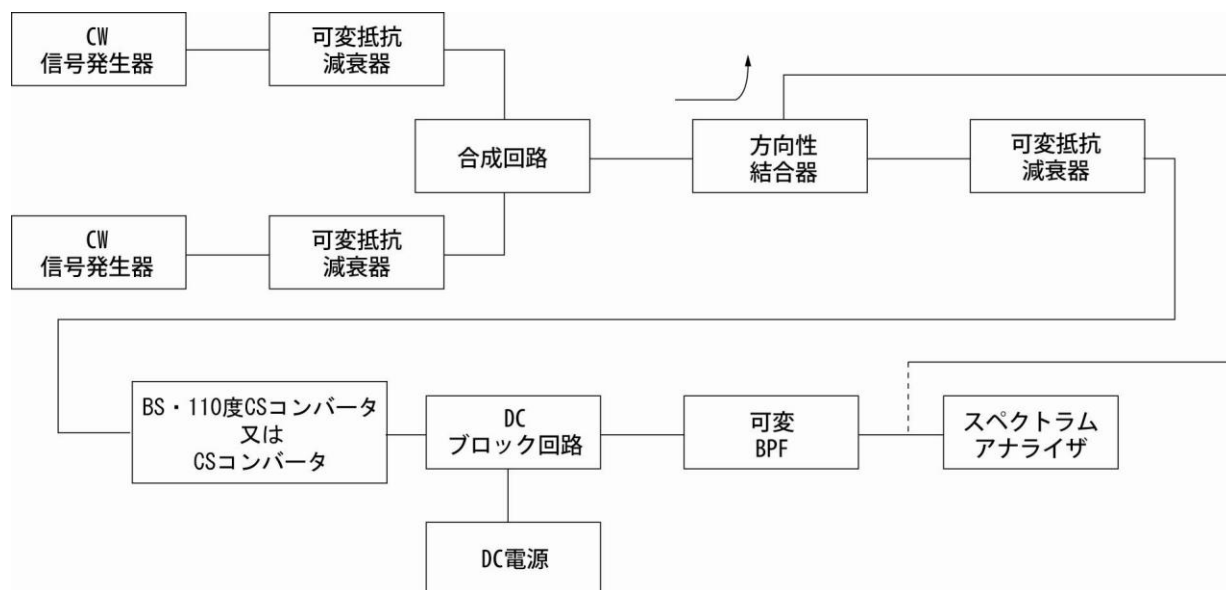 CW
信号発生器
可変抵抗
減衰器
合成回路
方向性
結合器
可変抵抗
減衰器
CW
信号発生器
可変抵抗
減衰器
BS・110度CSコンバータ
又は
CSコンバータ
DC
ブロック回路
可変
BPF
スペクトラム
アナライザ
DC電源